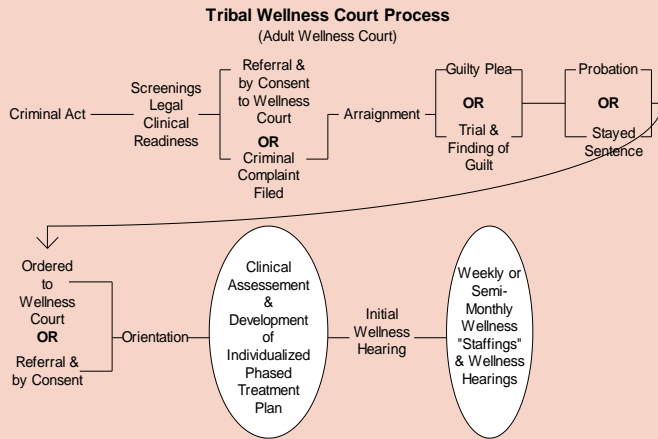 Tribal Wellness Court Process
(Adult Wellness Court)
Criminal Act
Screenings
Legal
Clinical
Readiness
Referral &
by Consent
to Wellness
Court
OR
Criminal
Complaint
Filed
Arraignment
Guilty Plea
OR
Trial &
Finding of
Guilt
Probation
OR
Stayed
Sentence
Ordered
to
Wellness
Court
OR
Referral &
by Consent
Orientation
Clinical
Assessement
&
Development
of
Individualized
Phased
Treatment
Plan
Initial
Wellness
Hearing
Weekly or
Semi-
Monthly
Wellness
"Staffings"
& Wellness
Hearings